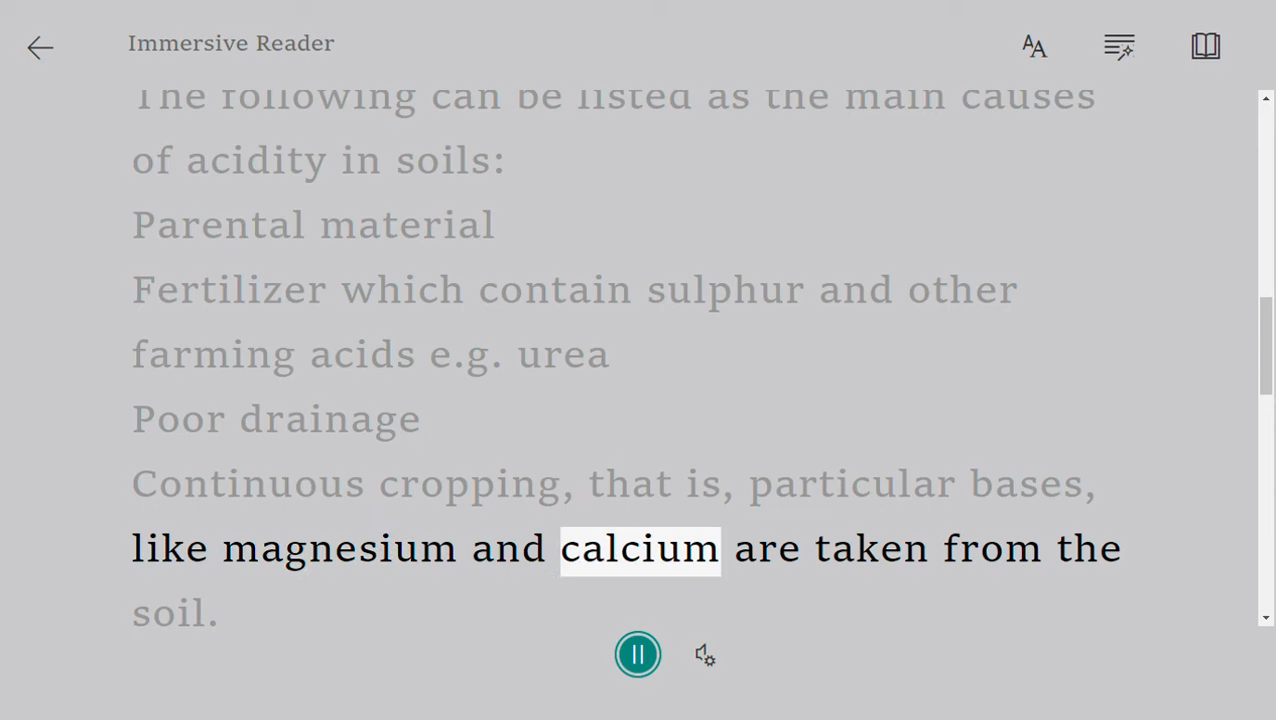 Immersive Reader
The following can be listed as the main causes
of acidity in soils:
Parental material
Fertilizer which contain sulphur and other
farming acids e.g. urea
Poor drainage
Continuous cropping, that is, particular bases,
like magnesium and calcium are taken from the
soil.